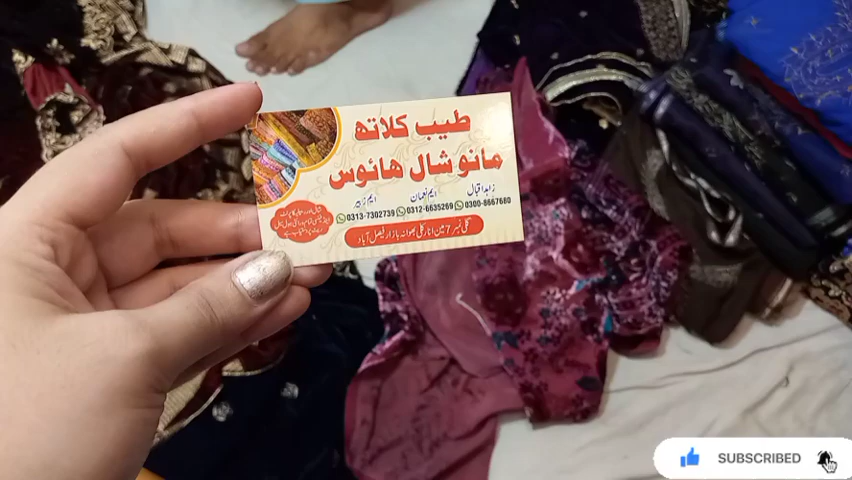 طیب کلاتھ
مانو شال ھائوس
زاہد اقبال ایم نعمان ایم زبیر
0300-8667680 0312-6635269 0313-7302739
گلی نمبر 7 مین انارکلی بھوانہ بازار فیصل آباد
SUBSCRIBED